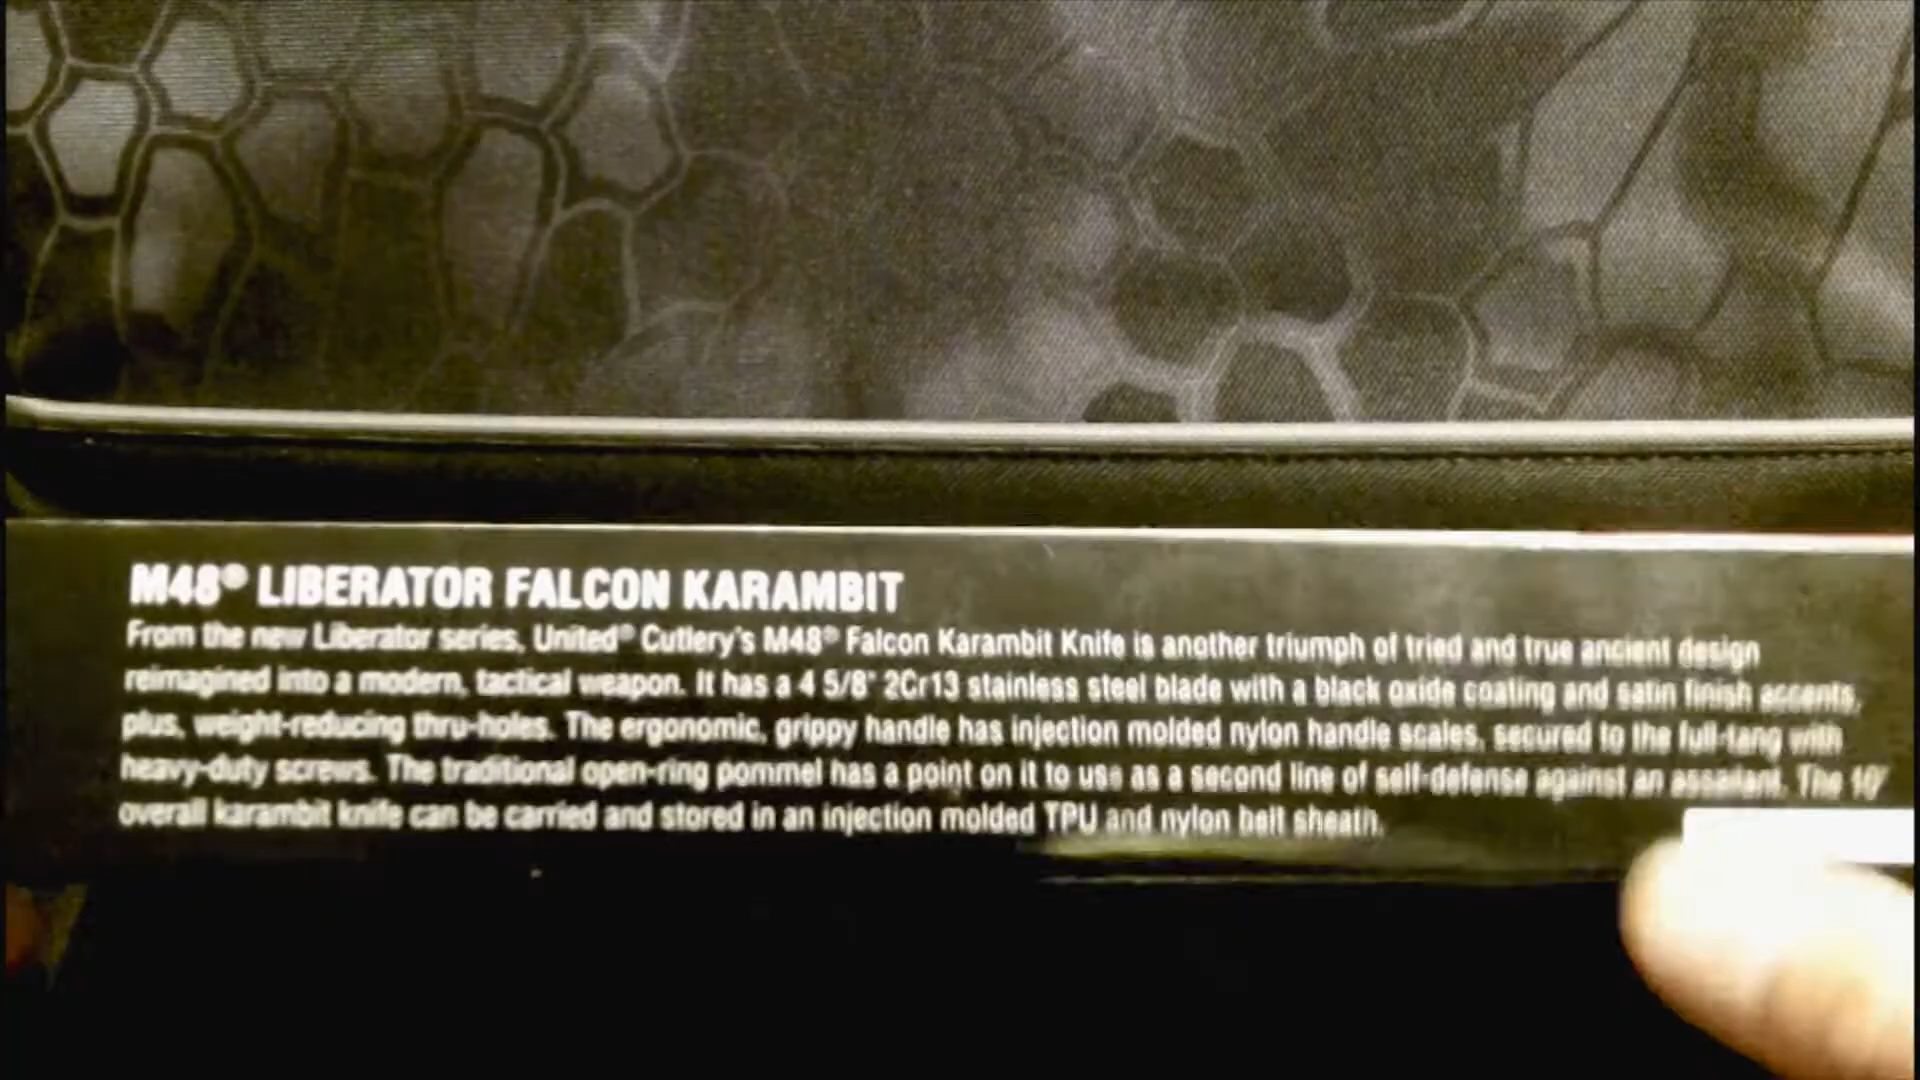 M48® LIBERATOR FALCON KARAMBIT
From the new Liberator series, United® Cutlery's M48® Falcon Karambit Knife is another triumph of tried and true ancient design
reimagined into a modern, tactical weapon. It has a 4 5/8" 2Cr13 stainless steel blade with a black oxide coating and satin finish accents,
plus, weight-reducing thru-holes. The ergonomic, grippy handle has injection molded nylon handle scales, secured to the full-tang with
heavy-duty screws. The traditional open-ring pommel has a point on it to use as a second line of self-defense against an assailant. The 10"
overall karambit knife can be carried and stored in an injection molded TPU and nylon belt sheath.